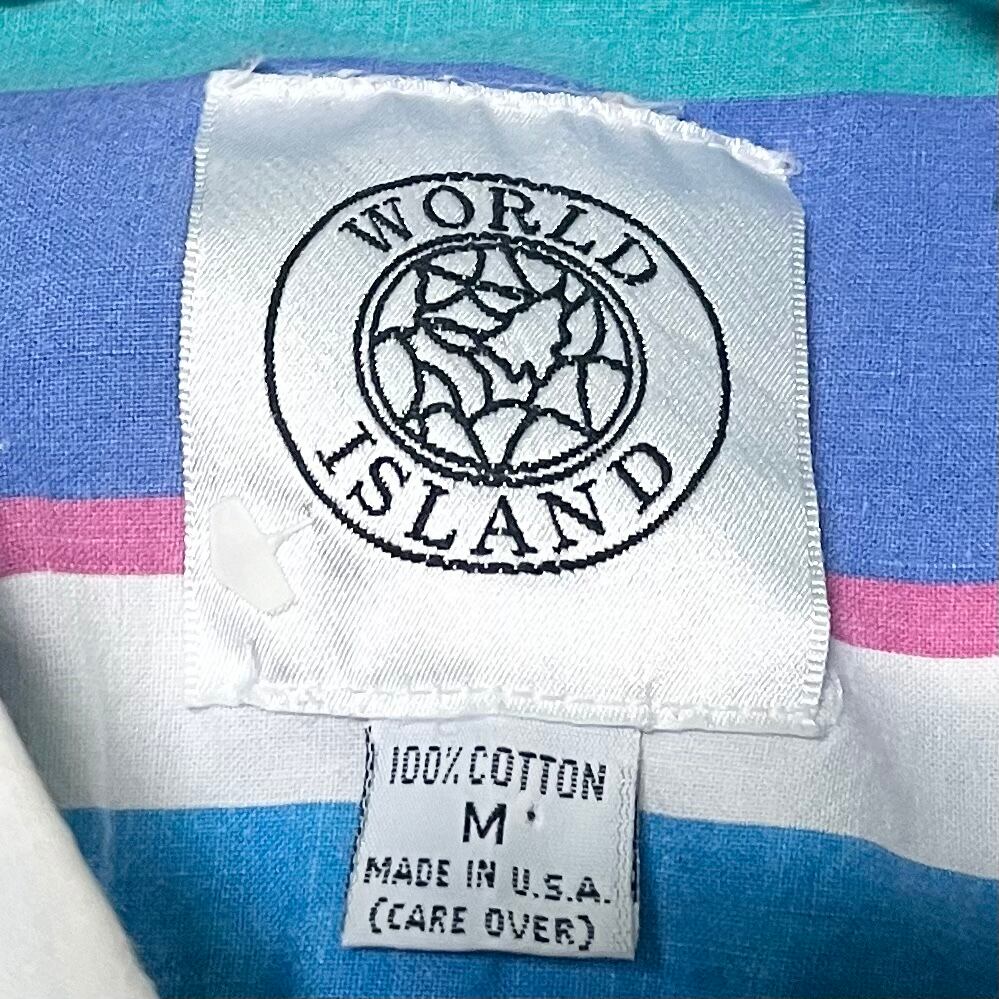 WORLD
ISLAND
100% COTTON
M
MADE IN U.S.A.
(CARE OVER)